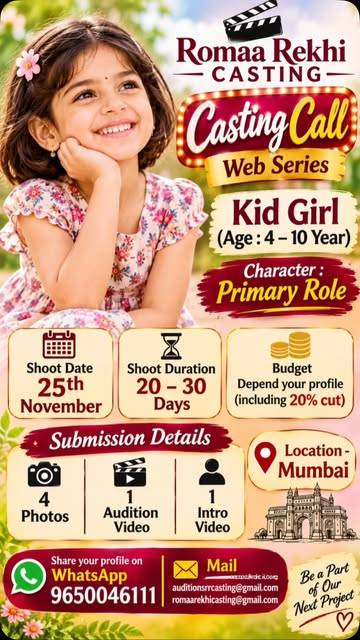 Romaa Rekhi
CASTING
Casting Call
Web Series
Kid Girl
(Age : 4 – 10 Year)
Character :
Primary Role
Shoot Date
25th
November
Shoot Duration
20 – 30
Days
Budget
Depend your profile
(including 20% cut)
Submission Details
4
Photos
1
Audition
Video
1
Intro
Video
Location -
Mumbai
Share your profile on
WhatsApp
9650046111
Mail
auditionsrrcasting@gmail.com
romaarekhicasting@gmail.com
Be a Part
of Our
Next Project